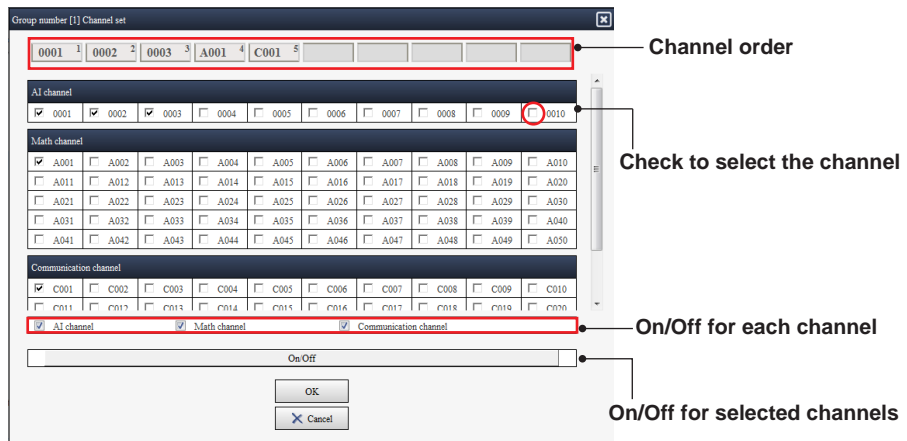 Group number [1] Channel set
0001 1 0002 2 0003 3 A001 4 C001 5
Channel order
AI channel
0001 0002 0003 0004 0005 0006 0007 0008 0009 0010
Check to select the channel
Math channel
A001 A002 A003 A004 A005 A006 A007 A008 A009 A010
A011 A012 A013 A014 A015 A016 A017 A018 A019 A020
A021 A022 A023 A024 A025 A026 A027 A028 A029 A030
A031 A032 A033 A034 A035 A036 A037 A038 A039 A040
A041 A042 A043 A044 A045 A046 A047 A048 A049 A050
Communication channel
C001 C002 C003 C004 C005 C006 C007 C008 C009 C010
C011 C012 C013 C014 C015 C016 C017 C018 C019 C020
AI channel Math channel Communication channel
On/Off for each channel
On/Off
On/Off for selected channels
OK
Cancel